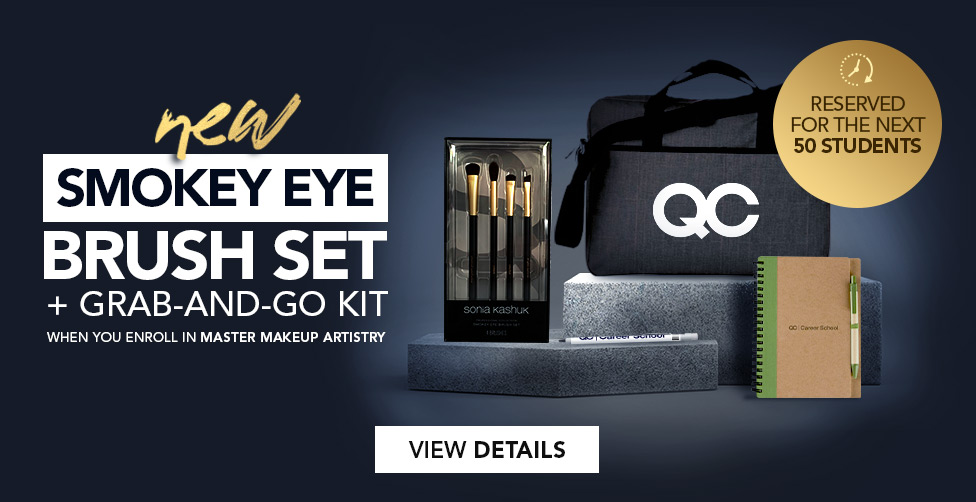 new
SMOKEY EYE
BRUSH SET
+ GRAB-AND-GO KIT
WHEN YOU ENROLL IN MASTER MAKEUP ARTISTRY
RESERVED
FOR THE NEXT
50 STUDENTS
QC
sonia kashuk
QC | Career School
QC | Career School
VIEW DETAILS